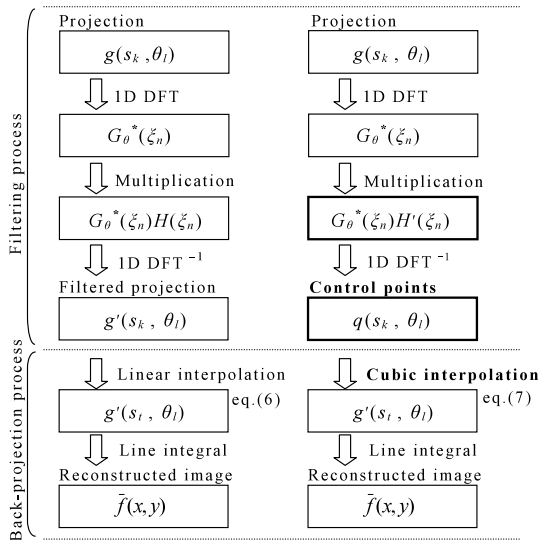 Filtering process
Projection
g(s_k , θ_l)
1D DFT
G_θ*(ξ_n)
Multiplication
G_θ*(ξ_n)H(ξ_n)
1D DFT⁻¹
Filtered projection
g'(s_k , θ_l)
Projection
g(s_k , θ_l)
1D DFT
G_θ*(ξ_n)
Multiplication
G_θ*(ξ_n)H'(ξ_n)
1D DFT⁻¹
Control points
q(s_k , θ_l)
Back-projection process
Linear interpolation
eq.(6)
g'(s_t , θ_l)
Line integral
Reconstructed image
f̄(x,y)
Cubic interpolation
eq.(7)
g'(s_t , θ_l)
Line integral
Reconstructed image
f̄(x,y)